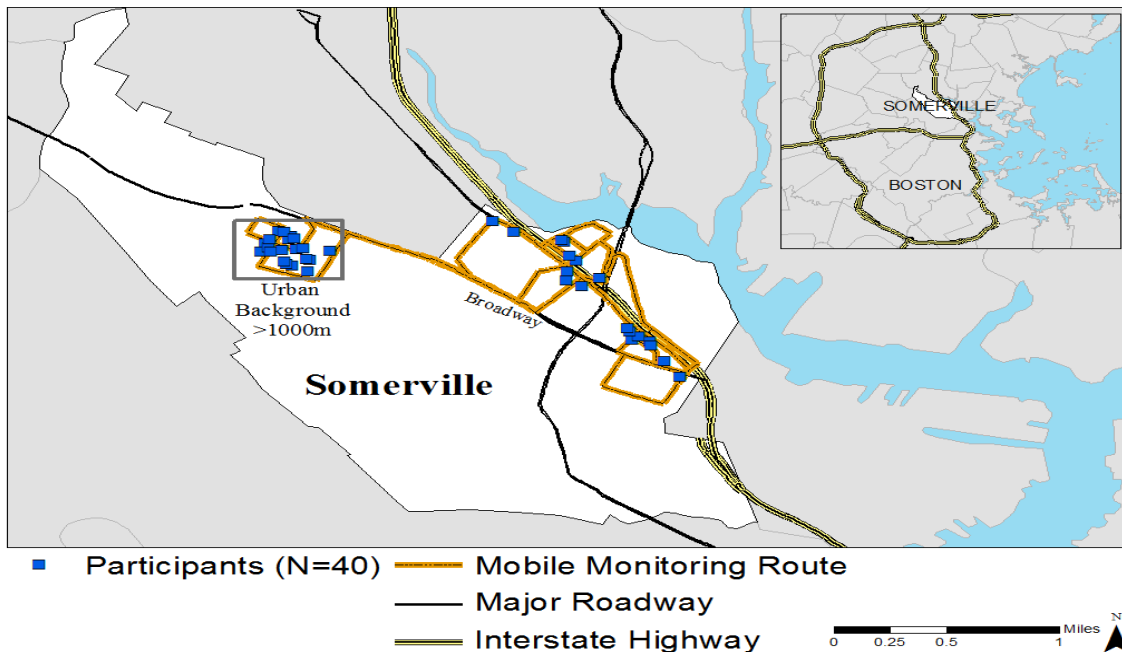 SOMERVILLE
BOSTON
Urban
Background
>1000m
Broadway
Somerville
Participants (N=40)
Mobile Monitoring Route
Major Roadway
Interstate Highway
N
Miles
0 0.25 0.5 1